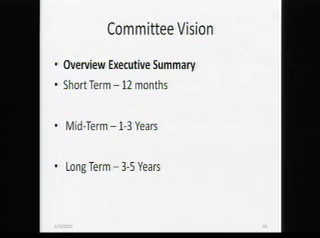 Committee Vision
• Overview Executive Summary
• Short Term – 12 months
• Mid-Term – 1-3 Years
• Long Term – 3-5 Years